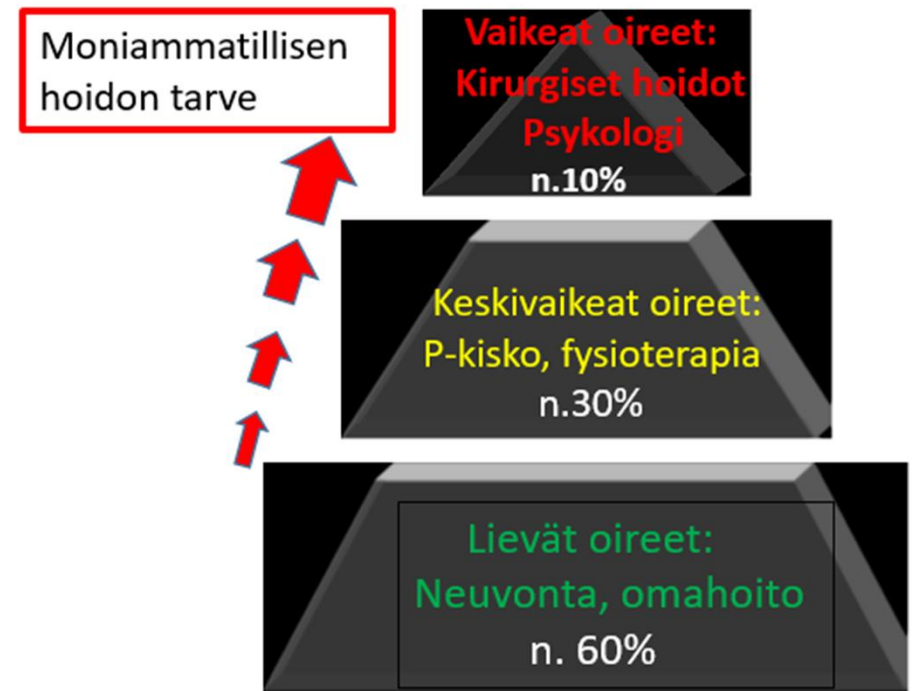 Moniammatillisen
hoidon tarve
Vaikeat oireet:
Kirurgiset hoidot
Psykologi
n.10%
Keskivaikeat oireet:
P-kisko, fysioterapia
n.30%
Lievät oireet:
Neuvonta, omahoito
n. 60%